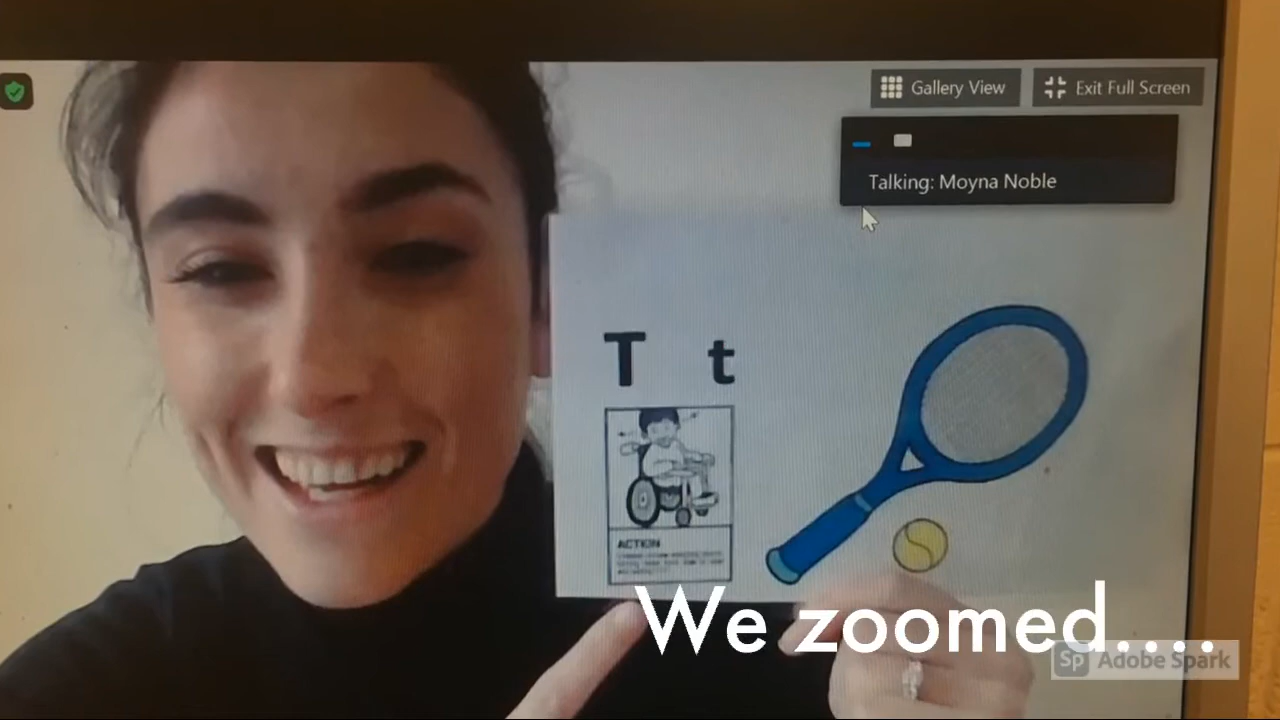 Gallery View
Exit Full Screen
Talking: Moyna Noble
T t
ACTION
We zoomed.....
Sp Adobe Spark